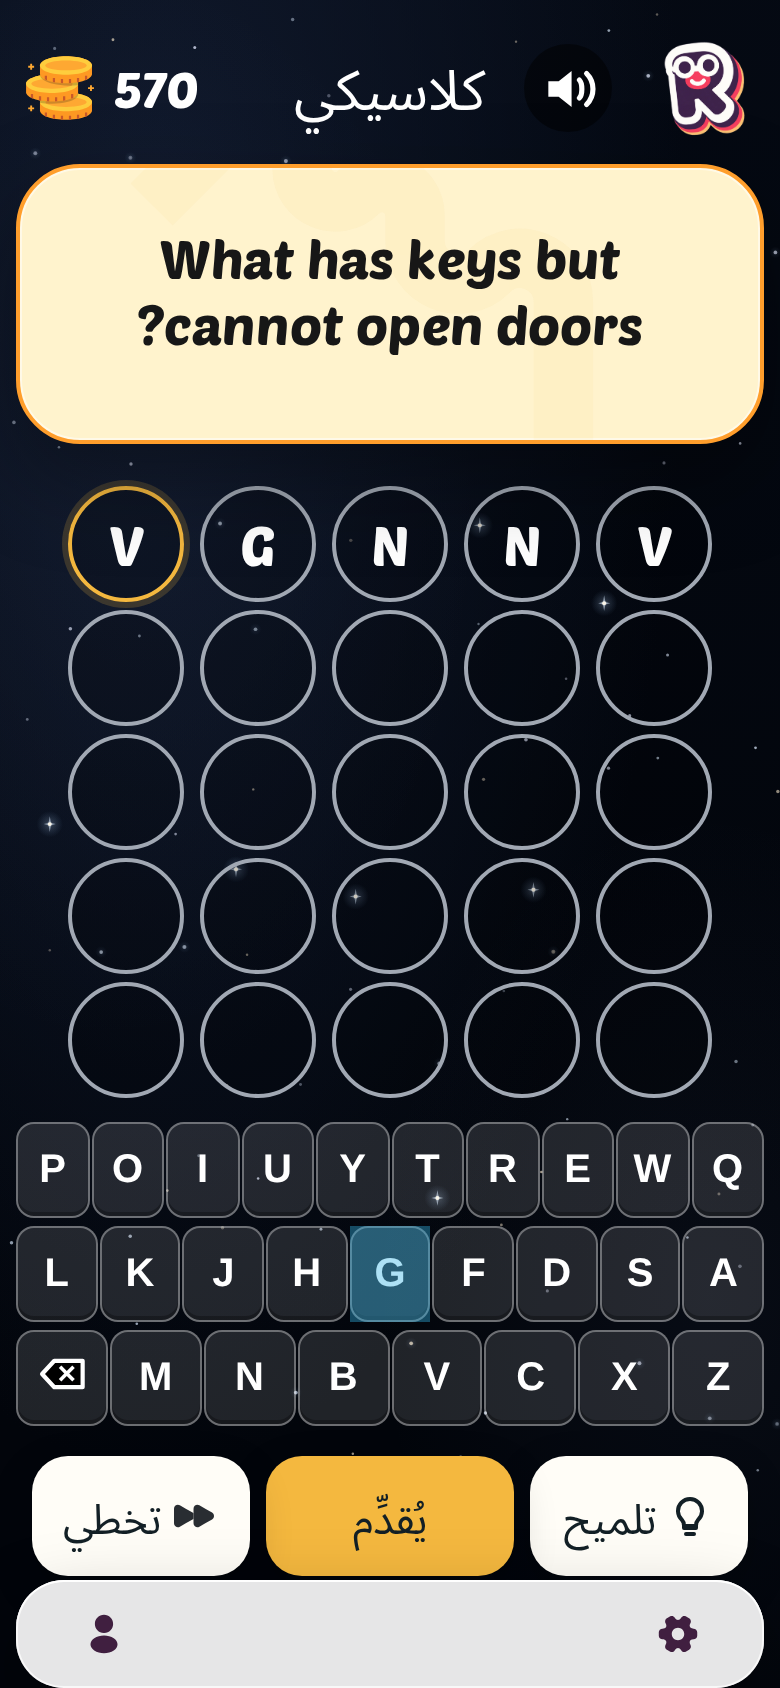 570 كلاسيكي
What has keys but
?cannot open doors
V G N N V
P O I U Y T R E W Q
L K J H G F D S A
M N B V C X Z
تلميح يُقدِّم تخطي